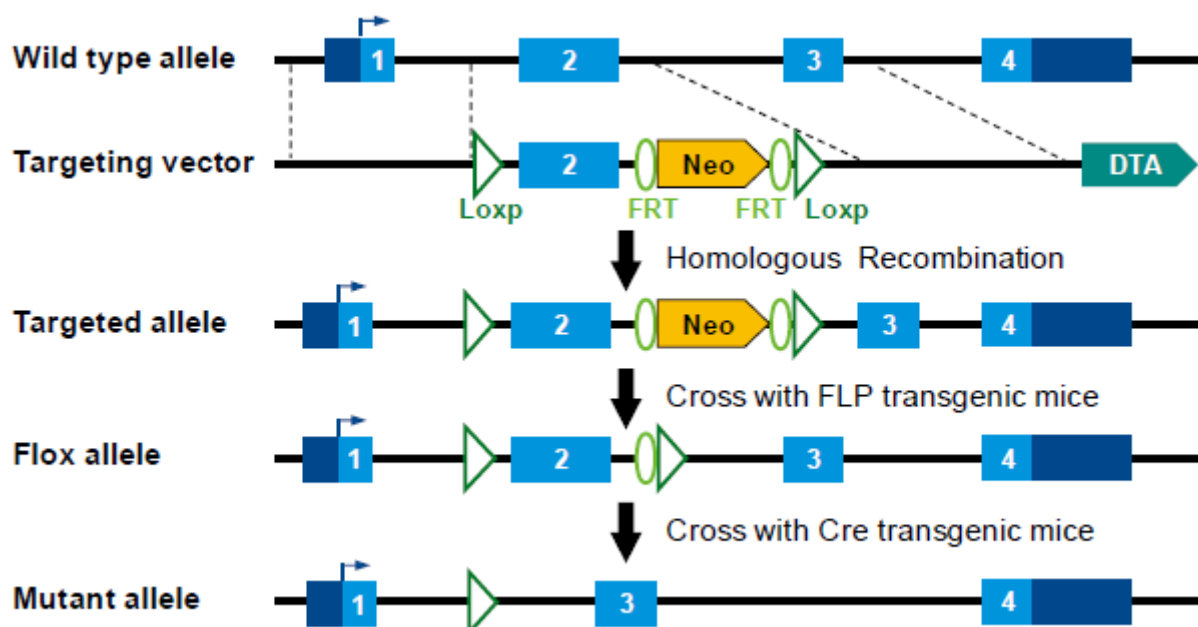 Wild type allele 1 2 3 4
Targeting vector 2 Neo DTA
Loxp FRT FRT Loxp
Homologous Recombination
Targeted allele 1 2 Neo 3 4
Cross with FLP transgenic mice
Flox allele 1 2 3 4
Cross with Cre transgenic mice
Mutant allele 1 3 4